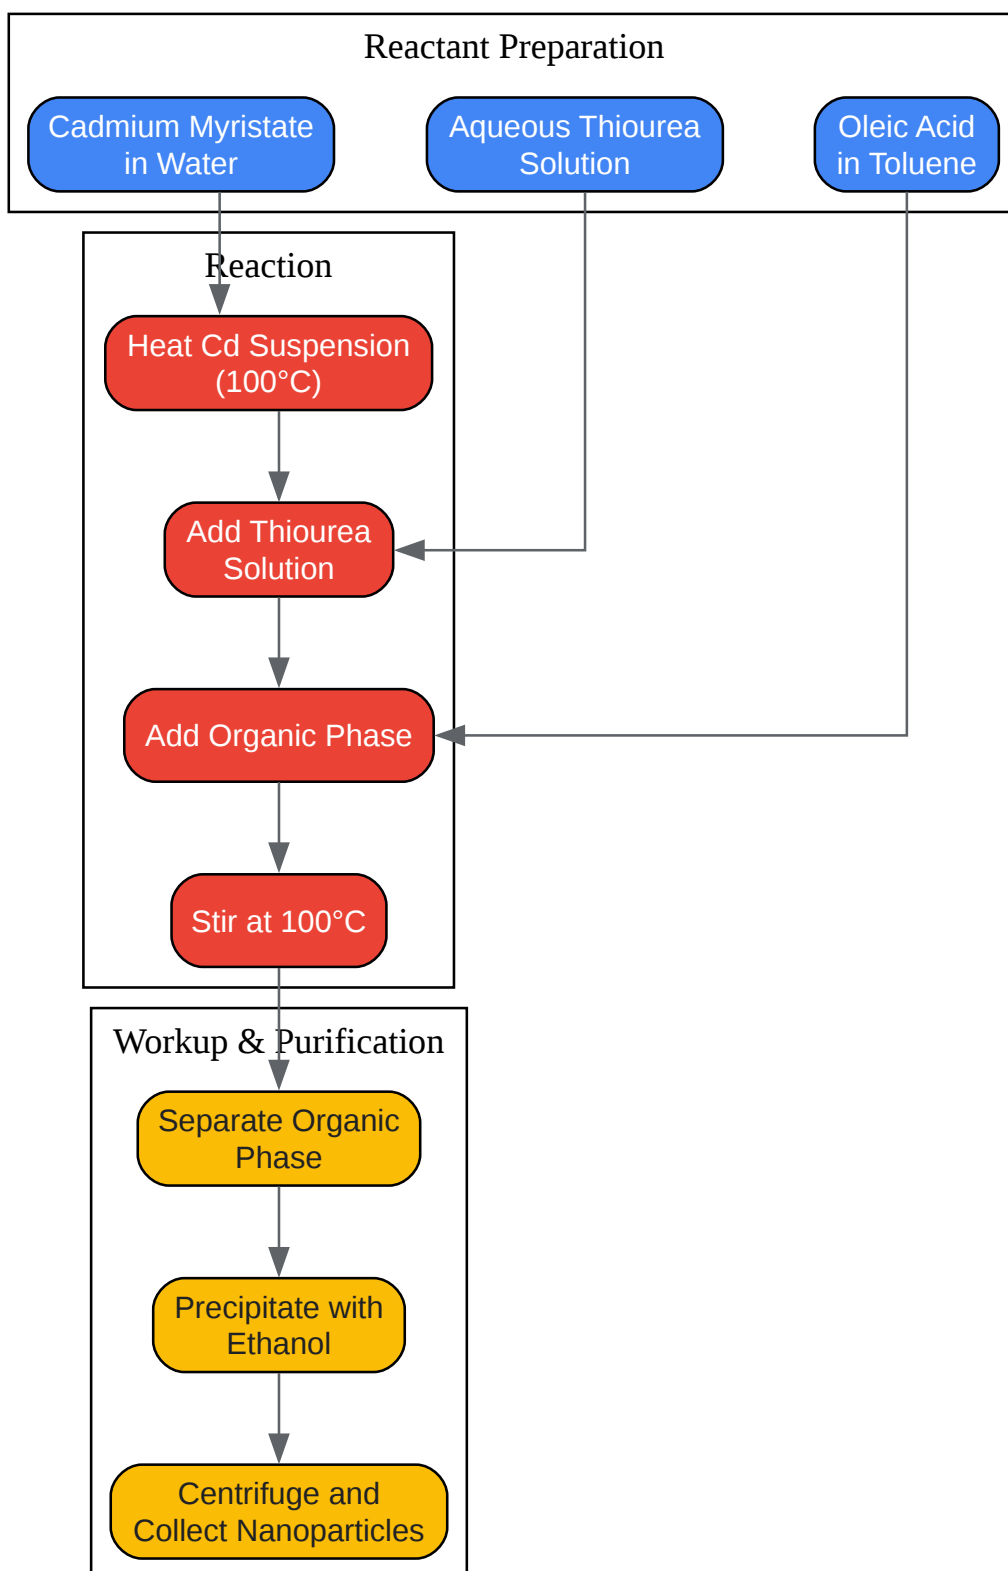 Reactant Preparation
Cadmium Myristate
in Water
Aqueous Thiourea
Solution
Oleic Acid
in Toluene
Reaction
Heat Cd Suspension
(100°C)
Add Thiourea
Solution
Add Organic Phase
Stir at 100°C
Workup & Purification
Separate Organic
Phase
Precipitate with
Ethanol
Centrifuge and
Collect Nanoparticles